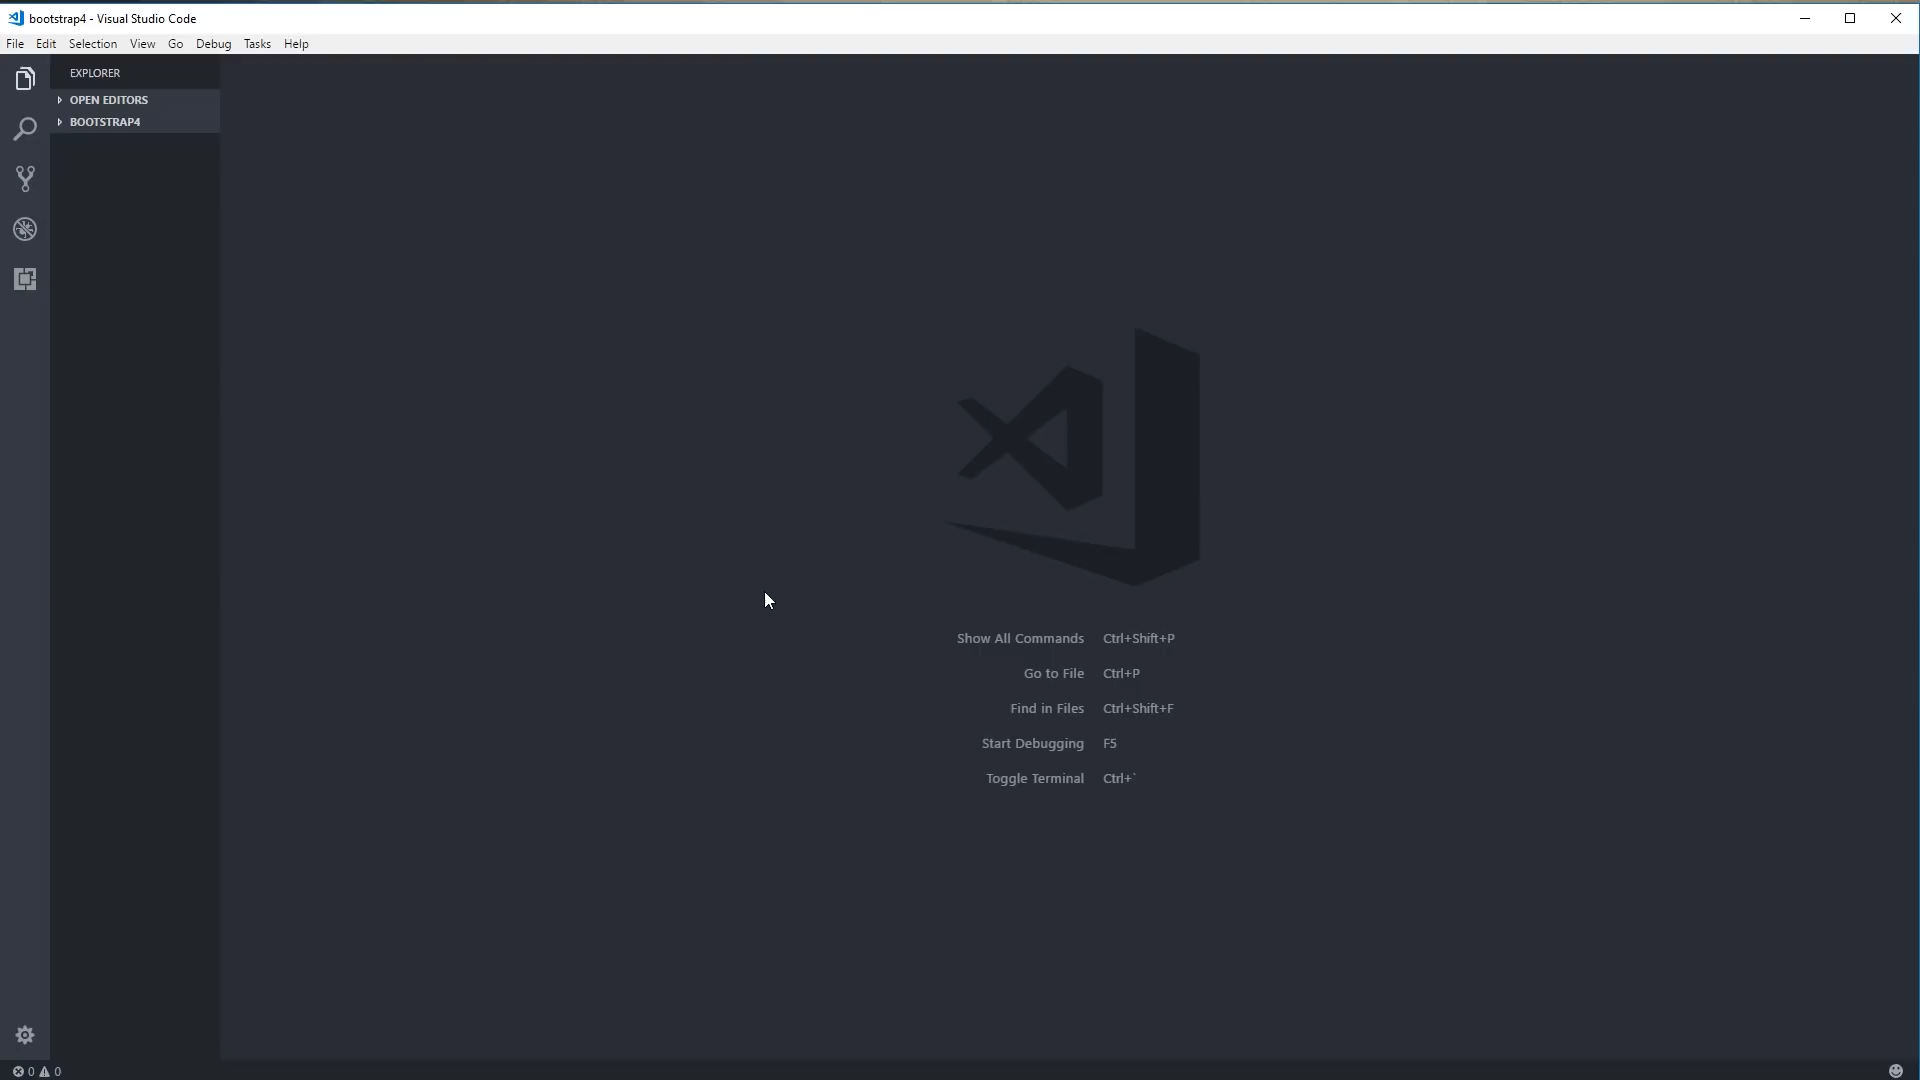 bootstrap4 - Visual Studio Code
File Edit Selection View Go Debug Tasks Help
EXPLORER
OPEN EDITORS
BOOTSTRAP4
Show All Commands Ctrl+Shift+P
Go to File Ctrl+P
Find in Files Ctrl+Shift+F
Start Debugging F5
Toggle Terminal Ctrl+`
0 0